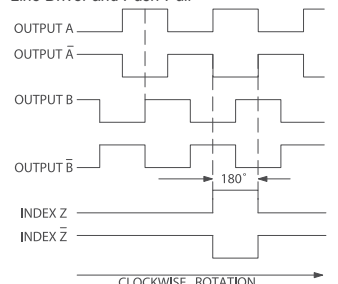 Line Driver and Push-Pull
OUTPUT A
OUTPUT A̅
OUTPUT B
OUTPUT B̅
180°
INDEX Z
INDEX Z̅
CLOCKWISE ROTATION